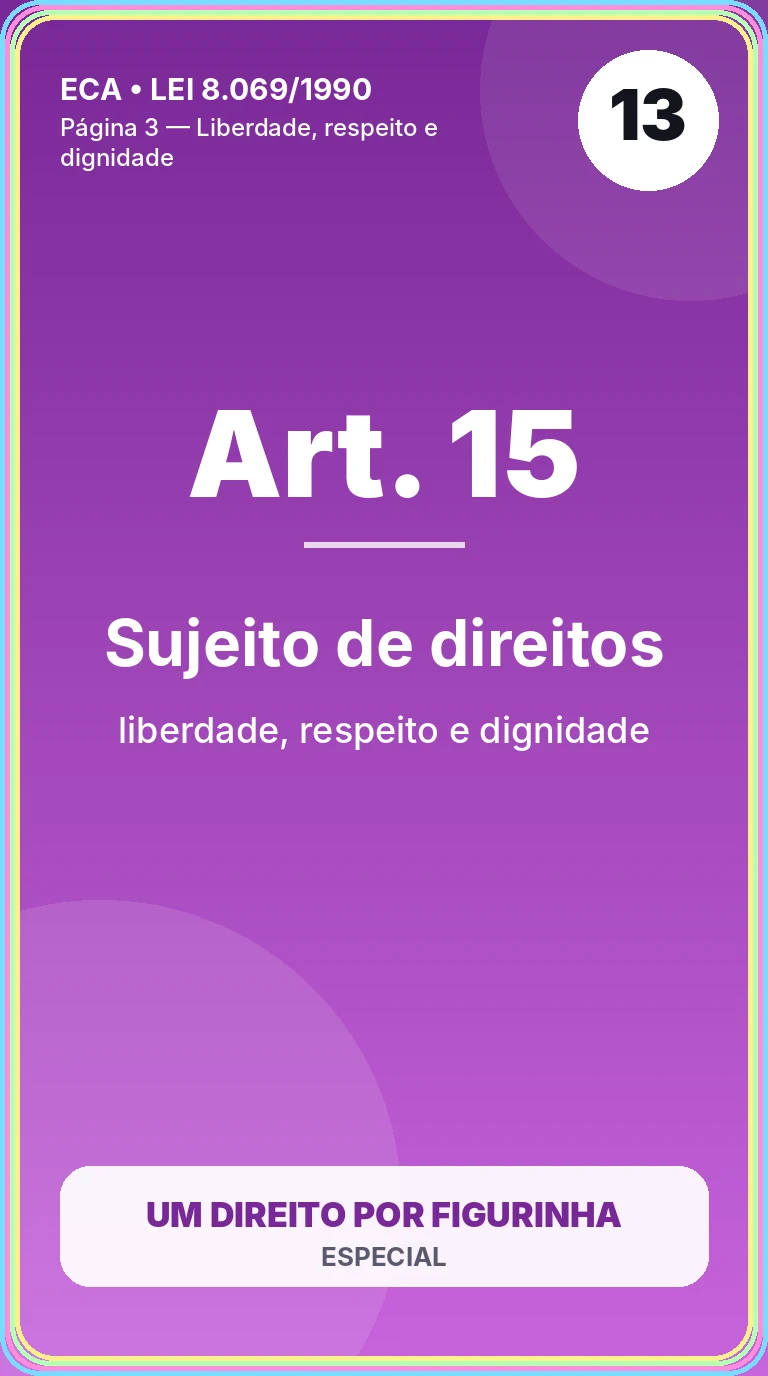 ECA • LEI 8.069/1990
Página 3 — Liberdade, respeito e
dignidade
13
Art. 15
Sujeito de direitos
liberdade, respeito e dignidade
UM DIREITO POR FIGURINHA
ESPECIAL